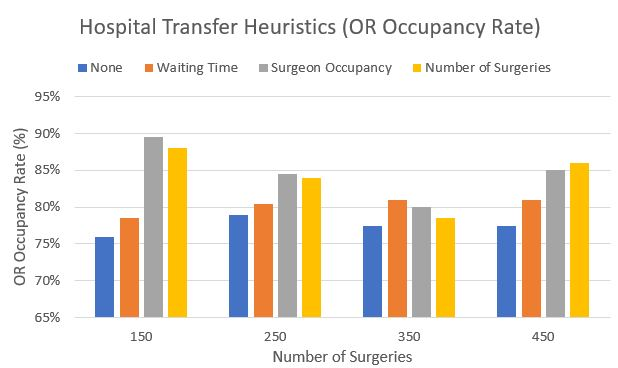 Hospital Transfer Heuristics (OR Occupancy Rate)
None Waiting Time Surgeon Occupancy Number of Surgeries
95%
90%
85%
80%
75%
70%
65%
OR Occupancy Rate (%)
150 250 350 450
Number of Surgeries